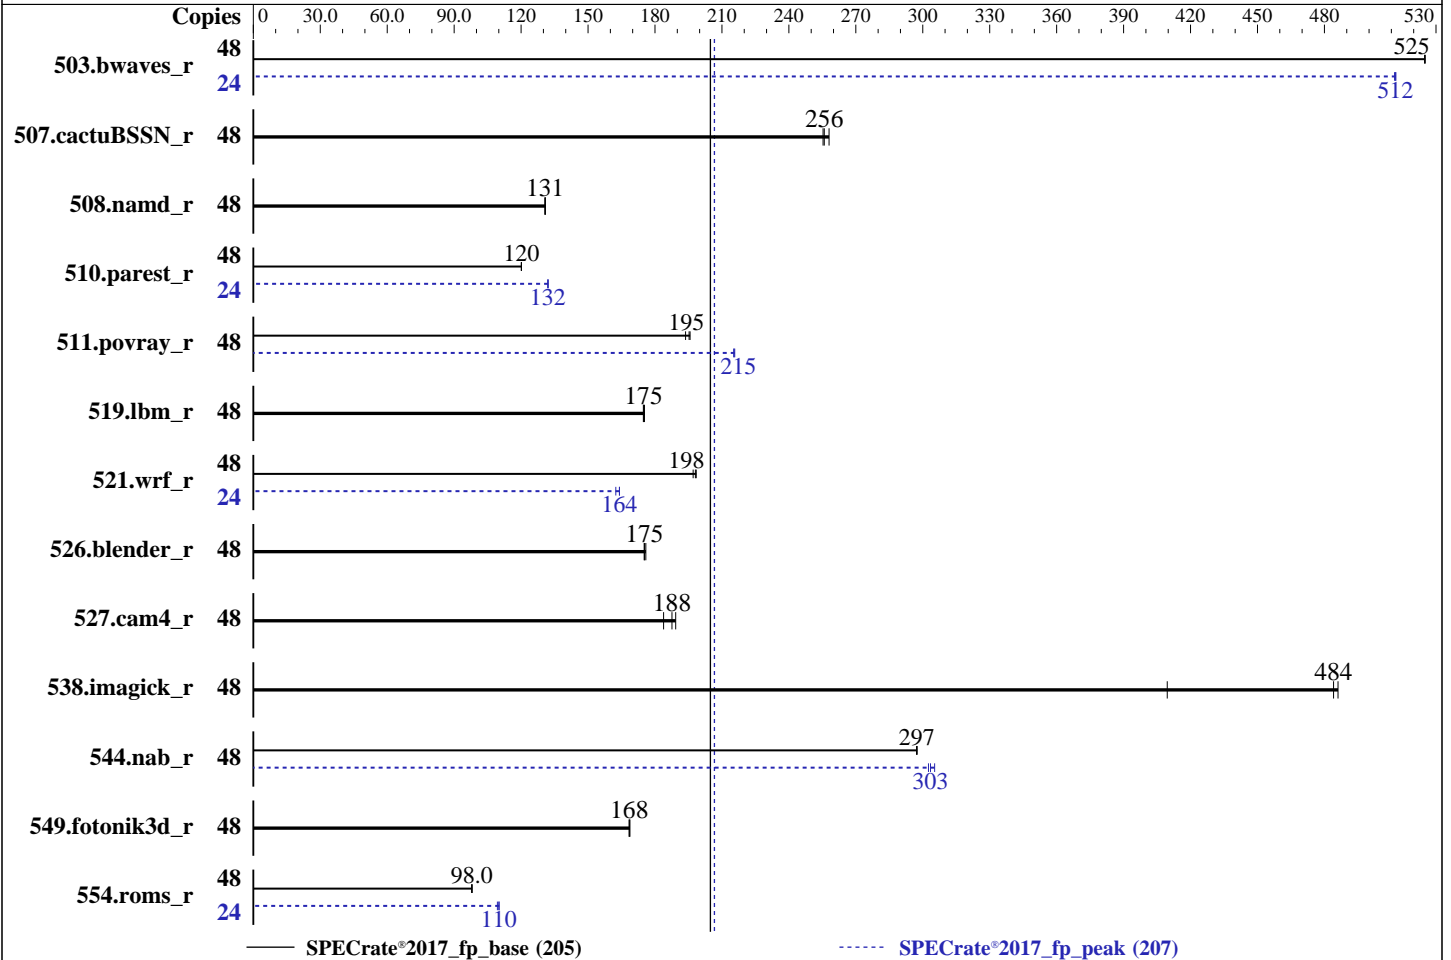 Copies 0 30.0 60.0 90.0 120 150 180 210 240 270 300 330 360 390 420 450 480 530
48 525
503.bwaves_r
24 512
507.cactuBSSN_r 48 256
508.namd_r 48 131
48 120
510.parest_r
24 132
195
511.povray_r 48
215
519.lbm_r 48 175
48 198
521.wrf_r
24 164
526.blender_r 48 175
527.cam4_r 48 188
538.imagick_r 48 484
297
544.nab_r 48
303
549.fotonik3d_r 48 168
48 98.0
554.roms_r
24 110
SPECrate®2017_fp_base (205) SPECrate®2017_fp_peak (207)